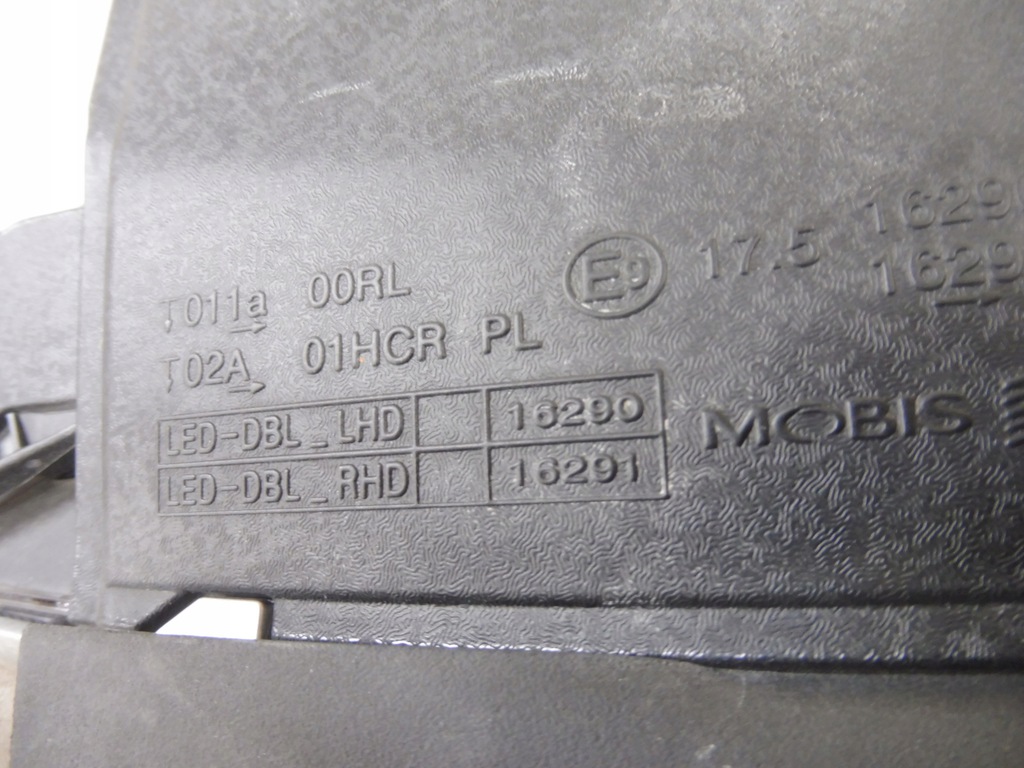 T011a 00RL E9 17.5 1629
T02A 01HCR PL 1629
LED-DBL_LHD 16290
LED-DBL_RHD 16291
MOBIS